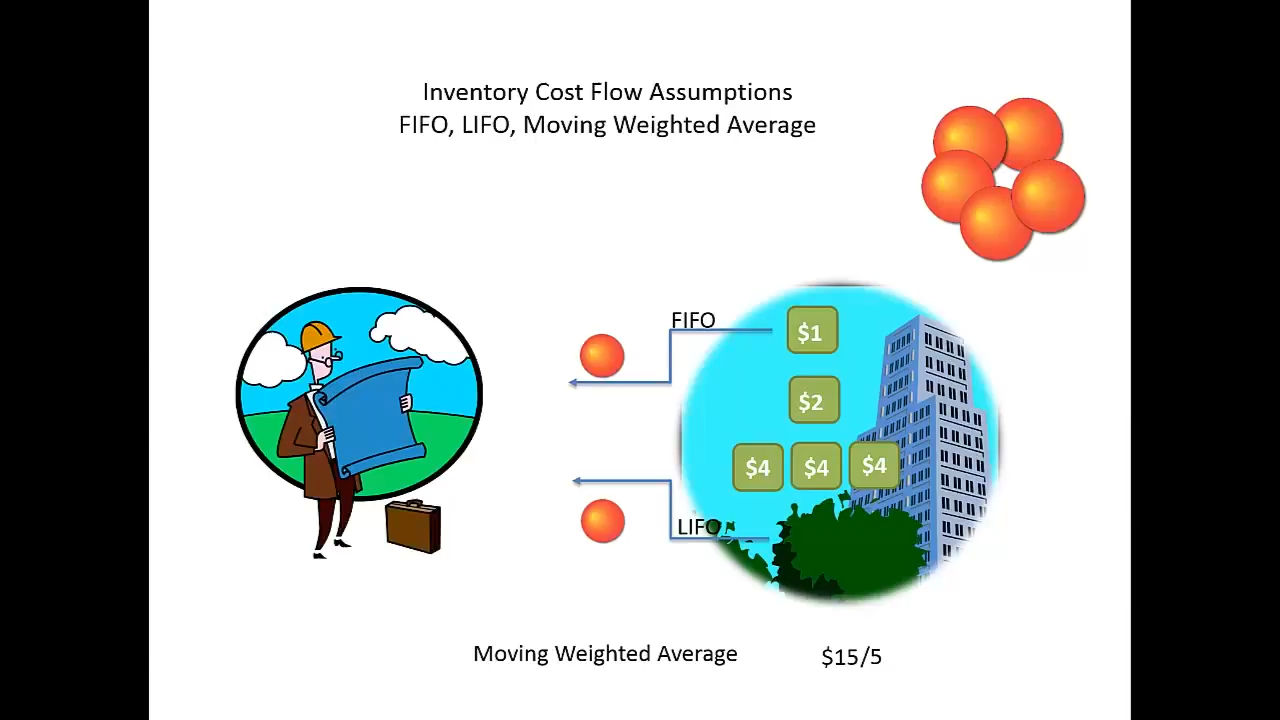 Inventory Cost Flow Assumptions
FIFO, LIFO, Moving Weighted Average
FIFO
$1
$2
$4 $4 $4
LIFO
Moving Weighted Average $15/5